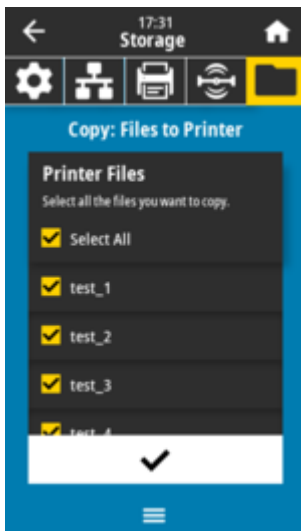 17:31
Storage
Copy: Files to Printer
Printer Files
Select all the files you want to copy.
Select All
test_1
test_2
test_3
test_4